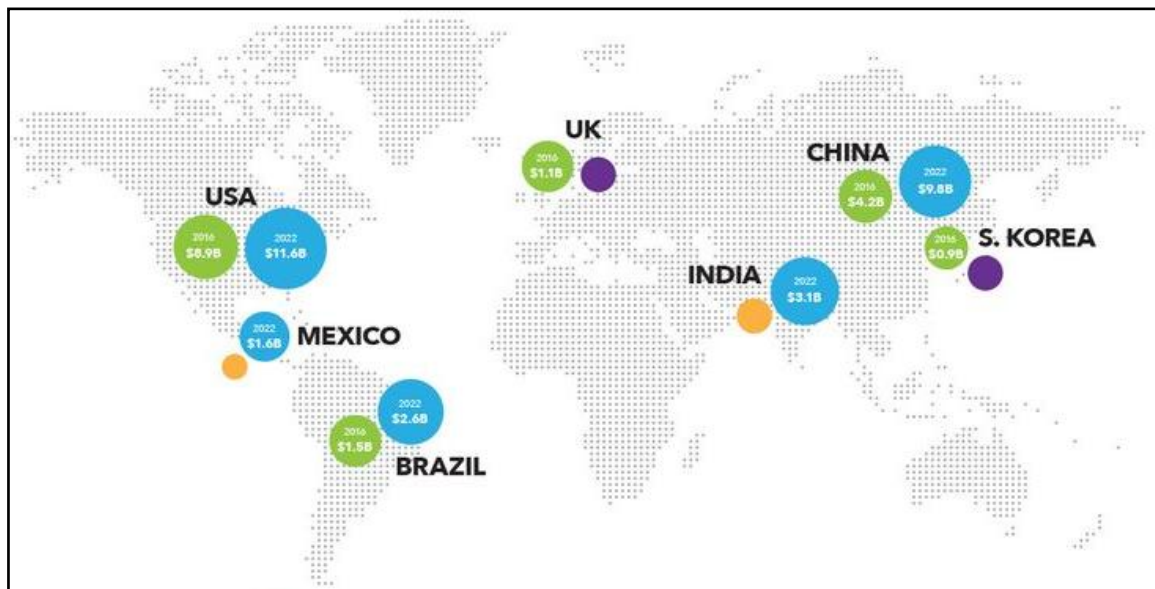 UK
2016
$1.1B
CHINA
2022
$9.8B
2016
$4.2B
USA
2016
$8.9B
2022
$11.6B
2016
$0.9B
S. KOREA
INDIA
2022
$3.1B
2022
$1.6B
MEXICO
2022
$2.6B
2016
$1.5B
BRAZIL